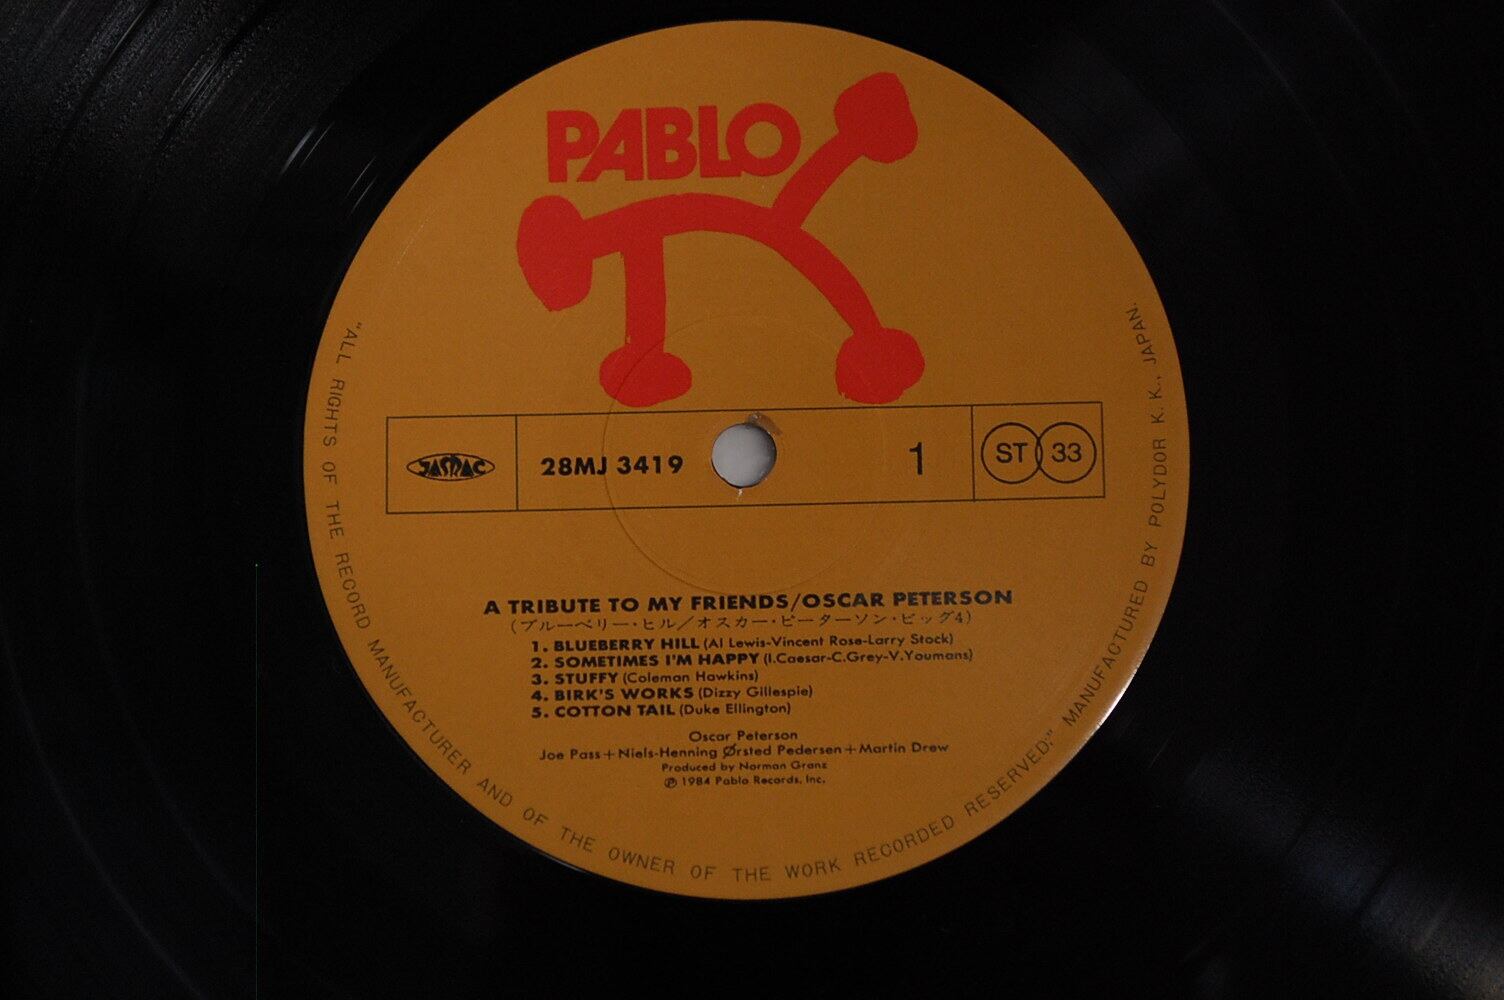 PABLO
JASRAC
28MJ 3419
1
ST 33
A TRIBUTE TO MY FRIENDS/OSCAR PETERSON
(ブルーベリー・ヒル/オスカー・ピーターソン・ビッグ4)
1. BLUEBERRY HILL (Al Lewis-Vincent Rose-Larry Stock)
2. SOMETIMES I'M HAPPY (I.Caesar-C.Grey-V.Youmans)
3. STUFFY (Coleman Hawkins)
4. BIRK'S WORKS (Dizzy Gillespie)
5. COTTON TAIL (Duke Ellington)
Oscar Peterson
Joe Pass+Niels-Henning Ørsted Pedersen+Martin Drew
Produced by Norman Granz
℗ 1984 Pablo Records, Inc.
"ALL RIGHTS OF THE RECORD MANUFACTURER AND OF THE OWNER OF THE WORK RECORDED RESERVED." MANUFACTURED BY POLYDOR K.K., JAPAN.